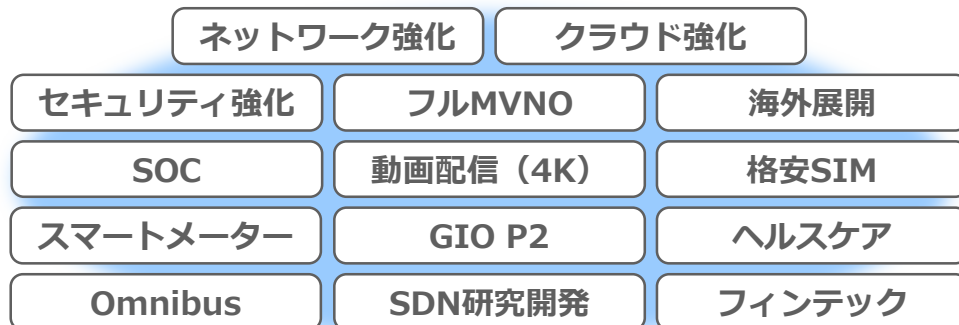 ネットワーク強化
クラウド強化
セキュリティ強化
フルMVNO
海外展開
SOC
動画配信（4K）
格安SIM
スマートメーター
GIO P2
ヘルスケア
Omnibus
SDN研究開発
フィンテック